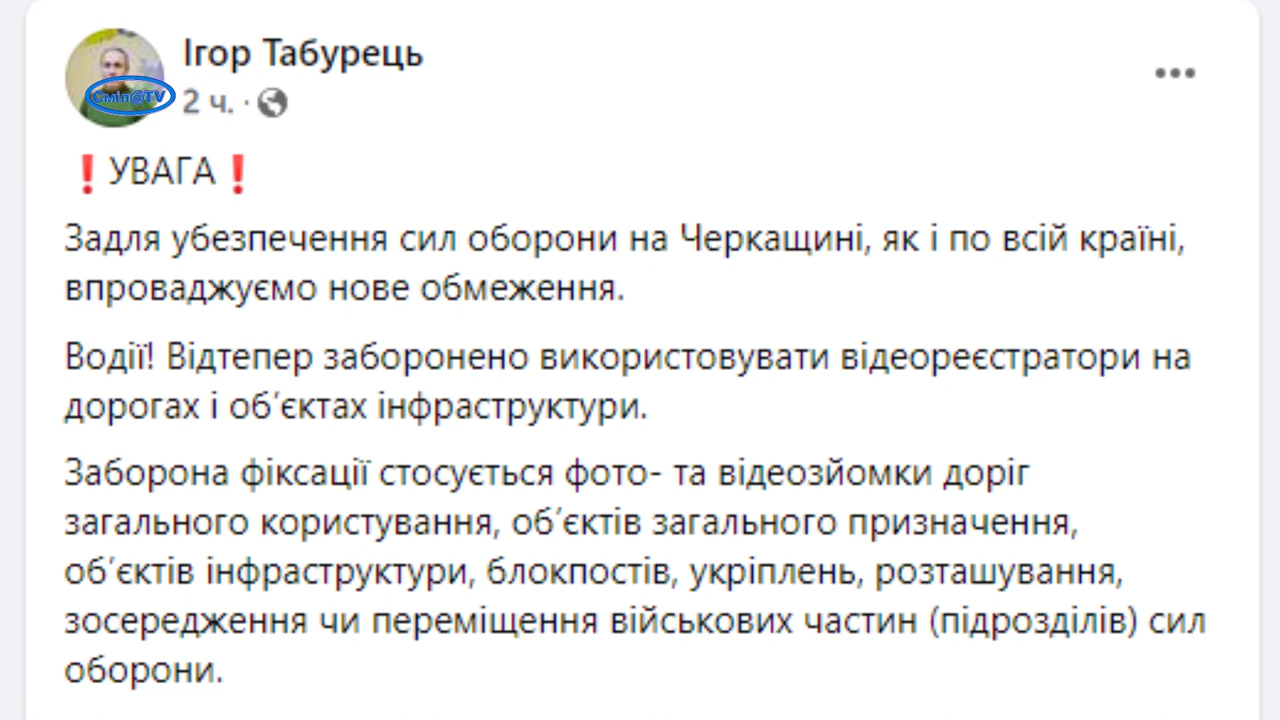 Ігор Табурець
Сміл@TV
2 ч. ·
❗УВАГА❗
Задля убезпечення сил оборони на Черкащині, як і по всій країні,
впроваджуємо нове обмеження.
Водії! Відтепер заборонено використовувати відеореєстратори на
дорогах і об’єктах інфраструктури.
Заборона фіксації стосується фото- та відеозйомки доріг
загального користування, об’єктів загального призначення,
об’єктів інфраструктури, блокпостів, укріплень, розташування,
зосередження чи переміщення військових частин (підрозділів) сил
оборони.